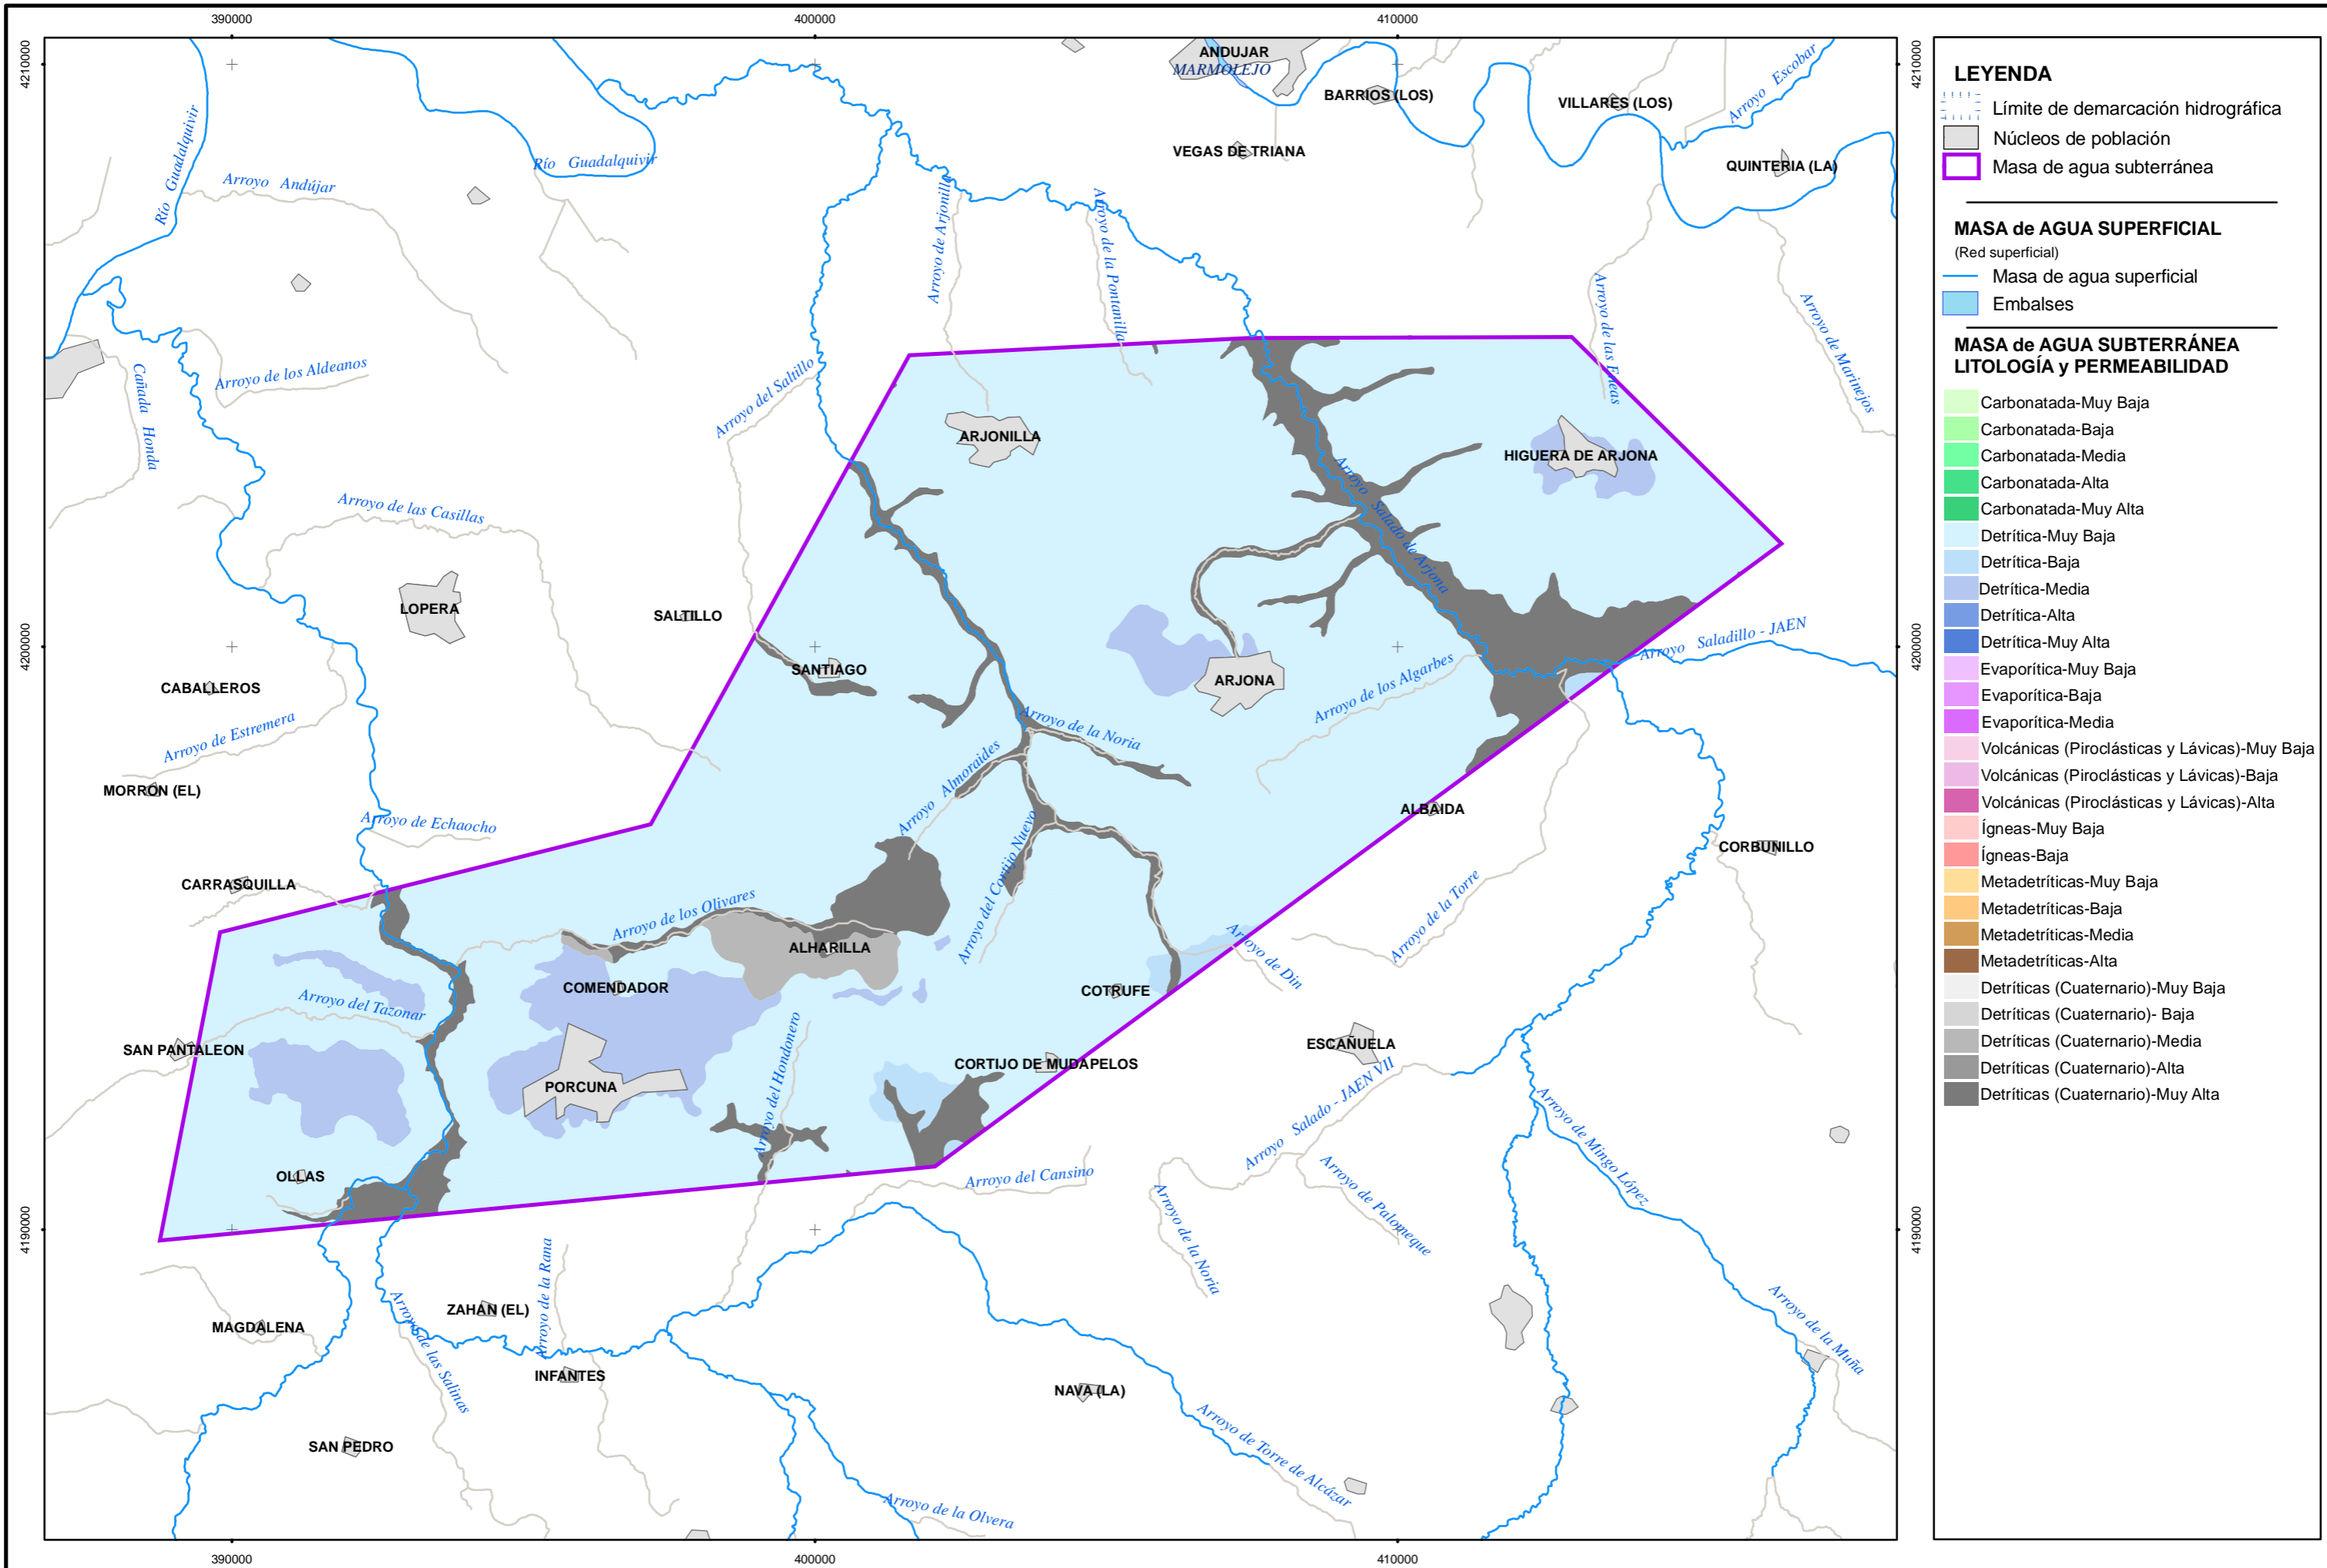 390000
400000
410000
4210000
4210000
ANDUJAR
MARMOLEJO
BARRIOS (LOS)
VILLARES (LOS)
Arroyo Escobar
VEGAS DE TRIANA
QUINTERIA (LA)
Río Guadalquivir
Río Guadalquivir
Arroyo Andújar
Arroyo de Arjonilla
Arroyo de la Pontanilla
Arroyo de las Eneas
Arroyo de Marinejos
Cañada Honda
Arroyo de los Aldeanos
Arroyo del Saltillo
ARJONILLA
HIGUERA DE ARJONA
Arroyo de las Casillas
Arroyo Salado de Arjona
LOPERA
SALTILLO
4200000
4200000
SANTIAGO
ARJONA
Arroyo Saladillo - JAEN
Arroyo de los Algarbes
CABALLEROS
Arroyo de Estremera
Arroyo de la Noria
Arroyo Almoraides
MORRÓN (EL)
ALBAIDA
Arroyo de Echaocho
CORBUNILLO
CARRASQUILLA
Arroyo del Cortijo Nuevo
Arroyo de los Olivares
Arroyo de la Torre
ALHARILLA
Arroyo de Din
COMENDADOR
COTRUFE
Arroyo del Tazonar
SAN PANTALEON
ESCAÑUELA
CORTIJO DE MUDAPELOS
PORCUNA
Arroyo del Hondonero
Arroyo Salado - JAEN VII
Arroyo de Mingo López
OLLAS
Arroyo del Cansino
Arroyo de Palomeque
Arroyo de la Noria
4190000
4190000
Arroyo de la Rana
ZAHÁN (EL)
MAGDALENA
Arroyo de las Salinas
Arroyo de la Muña
INFANTES
NAVA (LA)
SAN PEDRO
Arroyo de Torre de Alcázar
Arroyo de la Olvera
390000
400000
410000
LEYENDA
Límite de demarcación hidrográfica
Núcleos de población
Masa de agua subterránea
MASA de AGUA SUPERFICIAL
(Red superficial)
Masa de agua superficial
Embalses
MASA de AGUA SUBTERRÁNEA
LITOLOGÍA y PERMEABILIDAD
Carbonatada-Muy Baja
Carbonatada-Baja
Carbonatada-Media
Carbonatada-Alta
Carbonatada-Muy Alta
Detrítica-Muy Baja
Detrítica-Baja
Detrítica-Media
Detrítica-Alta
Detrítica-Muy Alta
Evaporítica-Muy Baja
Evaporítica-Baja
Evaporítica-Media
Volcánicas (Piroclásticas y Lávicas)-Muy Baja
Volcánicas (Piroclásticas y Lávicas)-Baja
Volcánicas (Piroclásticas y Lávicas)-Alta
Ígneas-Muy Baja
Ígneas-Baja
Metadetríticas-Muy Baja
Metadetríticas-Baja
Metadetríticas-Media
Metadetríticas-Alta
Detríticas (Cuaternario)-Muy Baja
Detríticas (Cuaternario)- Baja
Detríticas (Cuaternario)-Media
Detríticas (Cuaternario)-Alta
Detríticas (Cuaternario)-Muy Alta